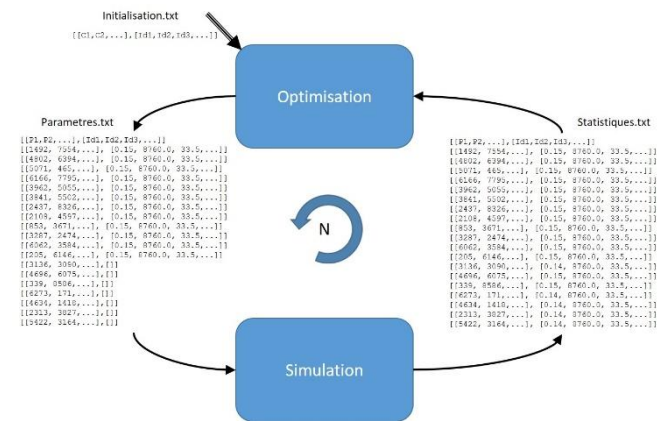 Initialisation.txt
[[C1,C2,...],[Id1,Id2,Id3,...]]
Optimisation
Parametres.txt
[[P1,P2,...],[Id1,Id2,Id3,...]]
[[1492, 7554,...], [0.15, 8760.0, 33.5,...]]
[[4802, 6394,...], [0.15, 8760.0, 33.5,...]]
[[5071, 465,...], [0.15, 8760.0, 33.5,...]]
[[6166, 7795,...], [0.15, 8760.0, 33.5,...]]
[[3962, 5055,...], [0.15, 8760.0, 33.5,...]]
[[3841, 5502,...], [0.15, 8760.0, 33.5,...]]
[[2437, 8326,...], [0.15, 8760.0, 33.5,...]]
[[2108, 4597,...], [0.15, 8760.0, 33.5,...]]
[[853, 3671,...], [0.15, 8760.0, 33.5,...]]
[[3287, 2474,...], [0.15, 8760.0, 33.5,...]]
[[6062, 3584,...], [0.15, 8760.0, 33.5,...]]
[[205, 6146,...], [0.15, 8760.0, 33.5,...]]
[[3136, 3090,...],[]]
[[4696, 6075,...],[]]
[[339, 8586,...],[]]
[[6273, 171,...],[]]
[[4634, 1418,...],[]]
[[2313, 3827,...],[]]
[[5422, 3164,...],[]]
N
Statistiques.txt
[[P1,P2,...],[Id1,Id2,Id3,...]]
[[1492, 7554,...], [0.15, 8760.0, 33.5,...]]
[[4802, 6394,...], [0.15, 8760.0, 33.5,...]]
[[5071, 465,...], [0.15, 8760.0, 33.5,...]]
[[6166, 7795,...], [0.15, 8760.0, 33.5,...]]
[[3962, 5055,...], [0.15, 8760.0, 33.5,...]]
[[3841, 5502,...], [0.15, 8760.0, 33.5,...]]
[[2437, 8326,...], [0.15, 8760.0, 33.5,...]]
[[2108, 4597,...], [0.15, 8760.0, 33.5,...]]
[[853, 3671,...], [0.15, 8760.0, 33.5,...]]
[[3287, 2474,...], [0.15, 8760.0, 33.5,...]]
[[6062, 3584,...], [0.15, 8760.0, 33.5,...]]
[[205, 6146,...], [0.15, 8760.0, 33.5,...]]
[[3136, 3090,...], [0.14, 8760.0, 33.5,...]]
[[4696, 6075,...], [0.15, 8760.0, 33.5,...]]
[[339, 8586,...], [0.15, 8760.0, 33.5,...]]
[[6273, 171,...], [0.14, 8760.0, 33.5,...]]
[[4634, 1418,...], [0.14, 8760.0, 33.5,...]]
[[2313, 3827,...], [0.14, 8760.0, 33.5,...]]
[[5422, 3164,...], [0.14, 8760.0, 33.5,...]]
Simulation